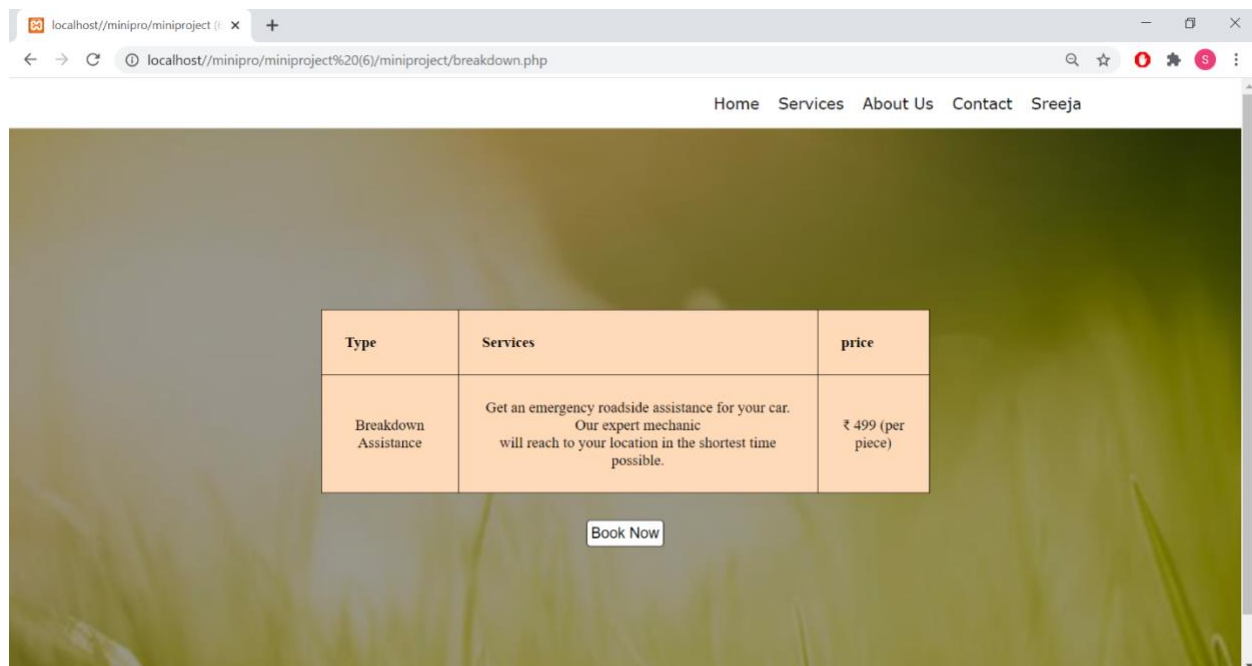 localhost//minipro/miniproject (6
localhost//minipro/miniproject%20(6)/miniproject/breakdown.php
S
Home Services About Us Contact Sreeja
Type Services price
Breakdown
Assistance
Get an emergency roadside assistance for your car.
Our expert mechanic
will reach to your location in the shortest time
possible.
₹ 499 (per
piece)
Book Now